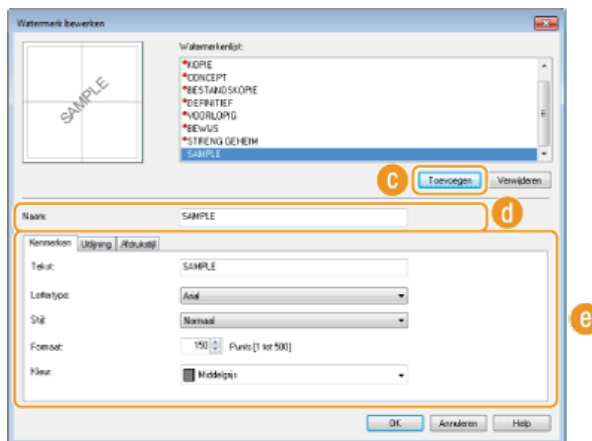 Watermerk bewerken
SAMPLE
Watermerkenlijst:
*KOPIE
*CONCEPT
*BESTANDSKOPIE
*DEFINITIEF
*VOORLOPIG
*BEWIJS
*STRENG GEHEIM
SAMPLE
c
Toevoegen
Verwijderen
Naam:
SAMPLE
d
Kenmerken Uitlijning Afdrukstijl
Tekst:
SAMPLE
Lettertype:
Arial
Stijl:
Normaal
Formaat:
150 Punts [1 tot 500]
Kleur:
Middelgrijs
e
OK Annuleren Help